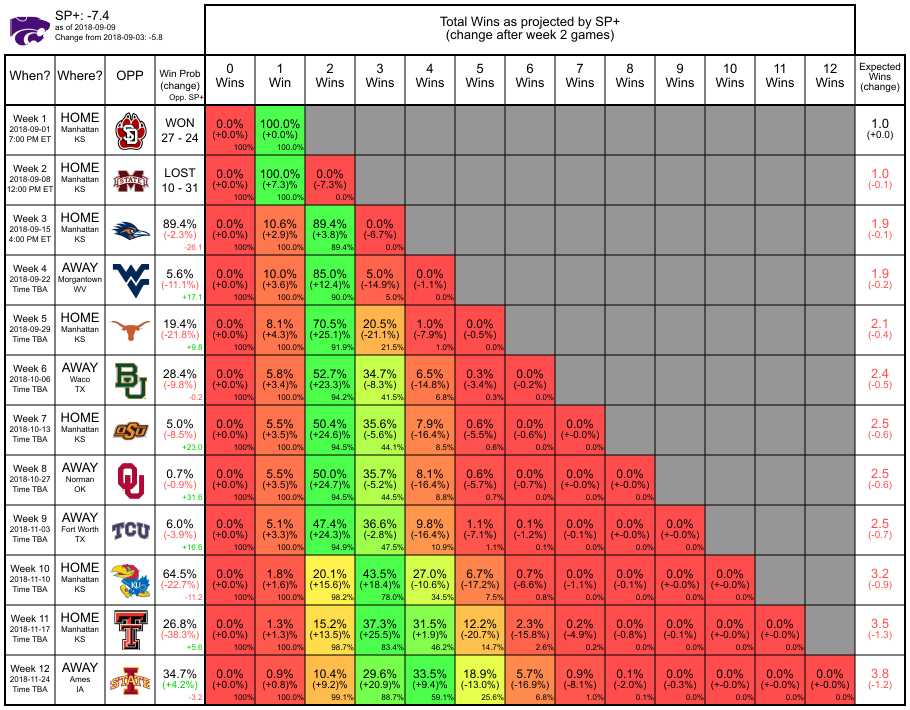 SP+: -7.4
as of 2018-09-09
Change from 2018-09-03: -5.8
Total Wins as projected by SP+
(change after week 2 games)
When? Where? OPP Win Prob (change) Opp. SP+ 0 Wins 1 Win 2 Wins 3 Wins 4 Wins 5 Wins 6 Wins 7 Wins 8 Wins 9 Wins 10 Wins 11 Wins 12 Wins Expected Wins (change)
Week 1 HOME WON 0.0% 100.0% 1.0
2018-09-01 Manhattan 27 - 24 (+0.0%) (+0.0%) (+0.0)
7:00 PM ET KS 100% 100.0%
Week 2 HOME LOST 0.0% 100.0% 0.0% 1.0
2018-09-08 Manhattan STATE 10 - 31 (+0.0%) (+7.3)% (-7.3%) (-0.1)
12:00 PM ET KS 100% 100.0% 0.0%
Week 3 HOME 89.4% 0.0% 10.6% 89.4% 0.0% 1.9
2018-09-15 Manhattan (-2.3%) (+0.0%) (+2.9)% (+3.8)% (-6.7%) (-0.1)
4:00 PM ET KS -26.1 100% 100.0% 89.4% 0.0%
Week 4 AWAY 5.6% 0.0% 10.0% 85.0% 5.0% 0.0% 1.9
2018-09-22 Morgantown (-11.1%) (+0.0%) (+3.6%) (+12.4%) (-14.9%) (-1.1%) (-0.2)
Time TBA WV +17.1 100% 100.0% 90.0% 5.0% 0.0%
Week 5 HOME 19.4% 0.0% 8.1% 70.5% 20.5% 1.0% 0.0% 2.1
2018-09-29 Manhattan (-21.8%) (+0.0%) (+4.3%) (+25.1%) (-21.1%) (-7.9%) (-0.5%) (-0.4)
Time TBA KS +9.8 100% 100.0% 91.9% 21.5% 1.0% 0.0%
Week 6 AWAY BU 28.4% 0.0% 5.8% 52.7% 34.7% 6.5% 0.3% 0.0% 2.4
2018-10-06 Waco (-9.8%) (+0.0%) (+3.4%) (+23.3%) (-8.3%) (-14.8%) (-3.4%) (-0.2%) (-0.5)
Time TBA TX -0.2 100% 100.0% 94.2% 41.5% 6.8% 0.3% 0.0%
Week 7 HOME OSU 5.0% 0.0% 5.5% 50.4% 35.6% 7.9% 0.6% 0.0% 0.0% 2.5
2018-10-13 Manhattan (-8.5%) (+0.0%) (+3.5%) (+24.6%) (-5.6%) (-16.4%) (-5.5%) (-0.6%) (+-0.0%) (-0.6)
Time TBA KS +23.0 100% 100.0% 94.5% 44.1% 8.5% 0.6% 0.0% 0.0%
Week 8 AWAY OU 0.7% 0.0% 5.5% 50.0% 35.7% 8.1% 0.6% 0.0% 0.0% 0.0% 2.5
2018-10-27 Norman (-0.9%) (+0.0%) (+3.5%) (+24.7%) (-5.2%) (-16.4%) (-5.7%) (-0.7%) (+-0.0%) (+-0.0%) (-0.6)
Time TBA OK +31.6 100% 100.0% 94.5% 44.5% 8.8% 0.7% 0.0% 0.0% 0.0%
Week 9 AWAY TCU 6.0% 0.0% 5.1% 47.4% 36.6% 9.8% 1.1% 0.1% 0.0% 0.0% 0.0% 2.5
2018-11-03 Fort Worth (-3.9%) (+0.0%) (+3.3%) (+24.3%) (-2.8%) (-16.4%) (-7.1%) (-1.2%) (-0.1%) (+-0.0%) (+-0.0%) (-0.7)
Time TBA TX +16.6 100% 100.0% 94.9% 47.5% 10.9% 1.1% 0.1% 0.0% 0.0% 0.0%
Week 10 HOME KU 64.5% 0.0% 1.8% 20.1% 43.5% 27.0% 6.7% 0.7% 0.0% 0.0% 0.0% 0.0% 3.2
2018-11-10 Manhattan (-22.7%) (+0.0%) (+1.6%) (+15.6%) (+18.4%) (-10.6%) (-17.2%) (-6.6%) (-1.1%) (-0.1%) (+-0.0%) (+-0.0%) (-0.9)
Time TBA KS -11.2 100% 100.0% 98.2% 78.0% 34.5% 7.5% 0.8% 0.0% 0.0% 0.0% 0.0%
Week 11 HOME 26.8% 0.0% 1.3% 15.2% 37.3% 31.5% 12.2% 2.3% 0.2% 0.0% 0.0% 0.0% 0.0% 3.5
2018-11-17 Manhattan (-38.3%) (+0.0%) (+1.3%) (+13.5%) (+25.5%) (+1.9%) (-20.7%) (-15.8%) (-4.9%) (-0.8%) (-0.1%) (+-0.0%) (+-0.0%) (-1.3)
Time TBA KS +5.6 100% 100.0% 98.7% 83.4% 46.2% 14.7% 2.6% 0.2% 0.0% 0.0% 0.0% 0.0%
Week 12 AWAY 34.7% 0.0% 0.9% 10.4% 29.6% 33.5% 18.9% 5.7% 0.9% 0.1% 0.0% 0.0% 0.0% 0.0% 3.8
2018-11-24 Ames STATE (+4.2%) (+0.0%) (+0.8%) (+9.2%) (+20.9%) (+9.4%) (-13.0%) (-16.9%) (-8.1%) (-2.0%) (-0.3%) (+-0.0%) (+-0.0%) (+-0.0%) (-1.2)
Time TBA IA -3.2 100% 100.0% 99.1% 88.7% 59.1% 25.6% 6.8% 1.0% 0.1% 0.0% 0.0% 0.0% 0.0%